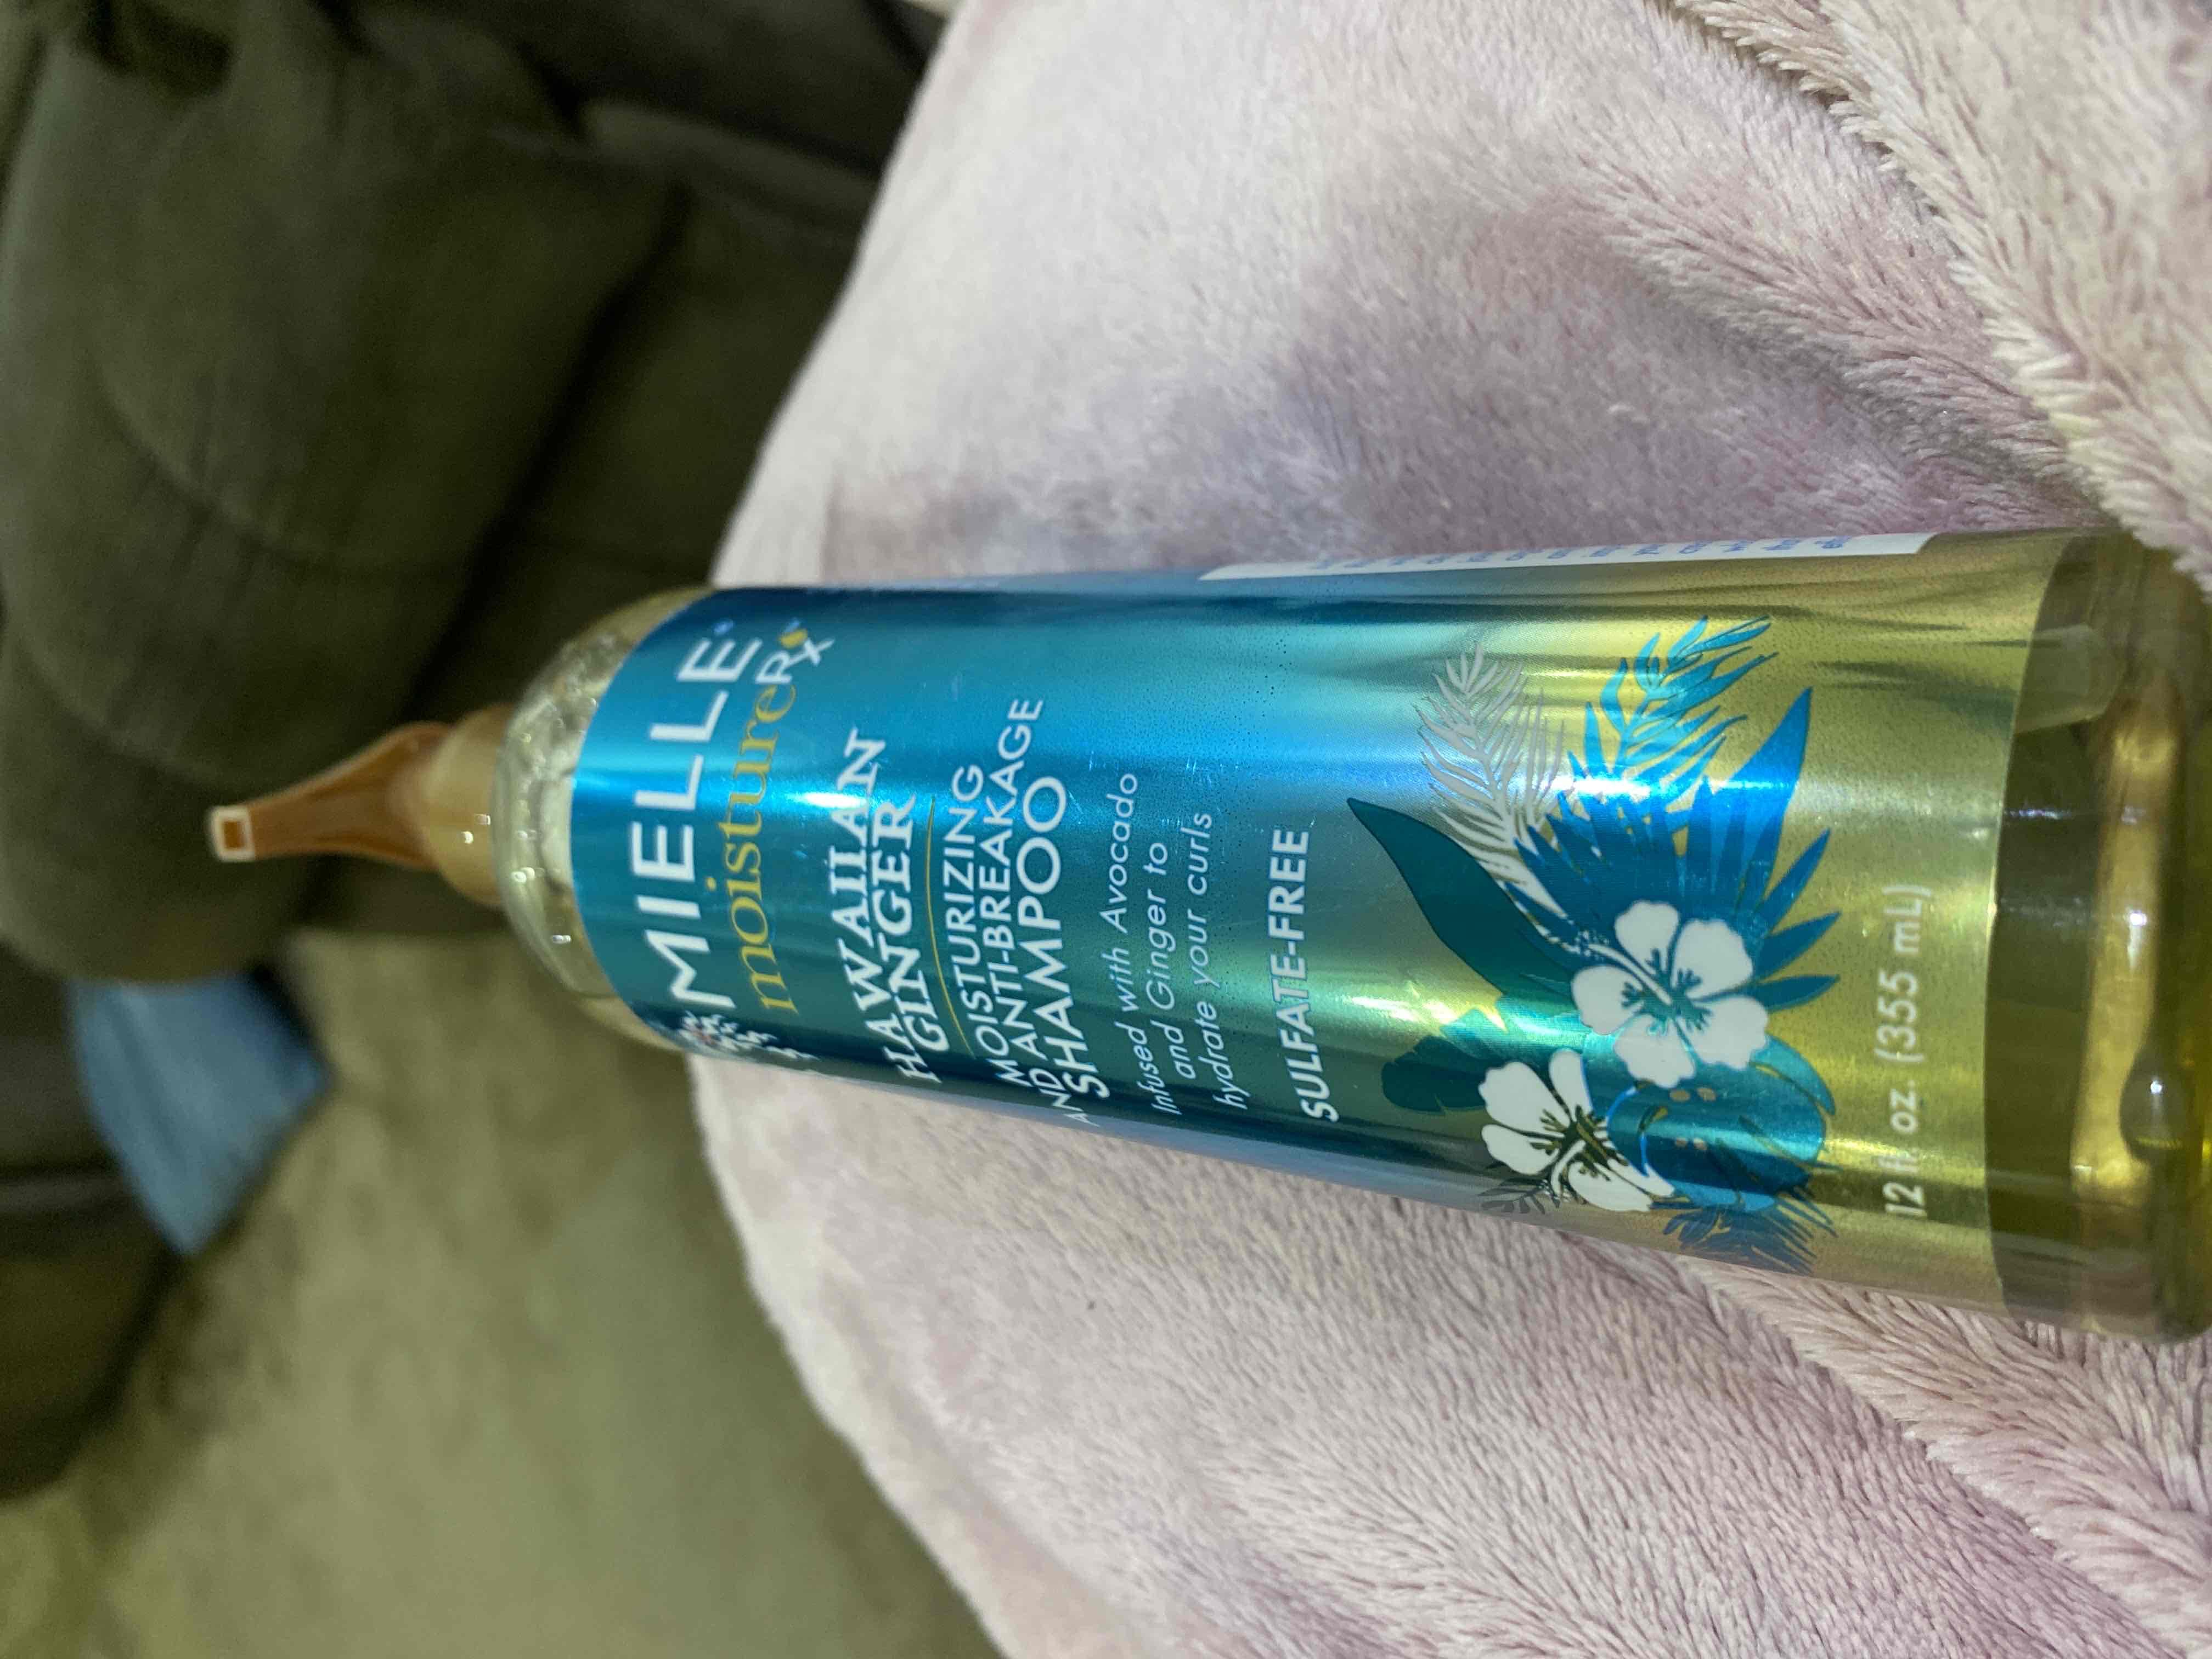 MIELLE®
moistureRx
HAWAIIAN
GINGER
MOISTURIZING
AND ANTI-BREAKAGE
SHAMPOO
Infused with Avocado
and Ginger to
hydrate your curls
SULFATE-FREE
12 fl oz. (355 mL)